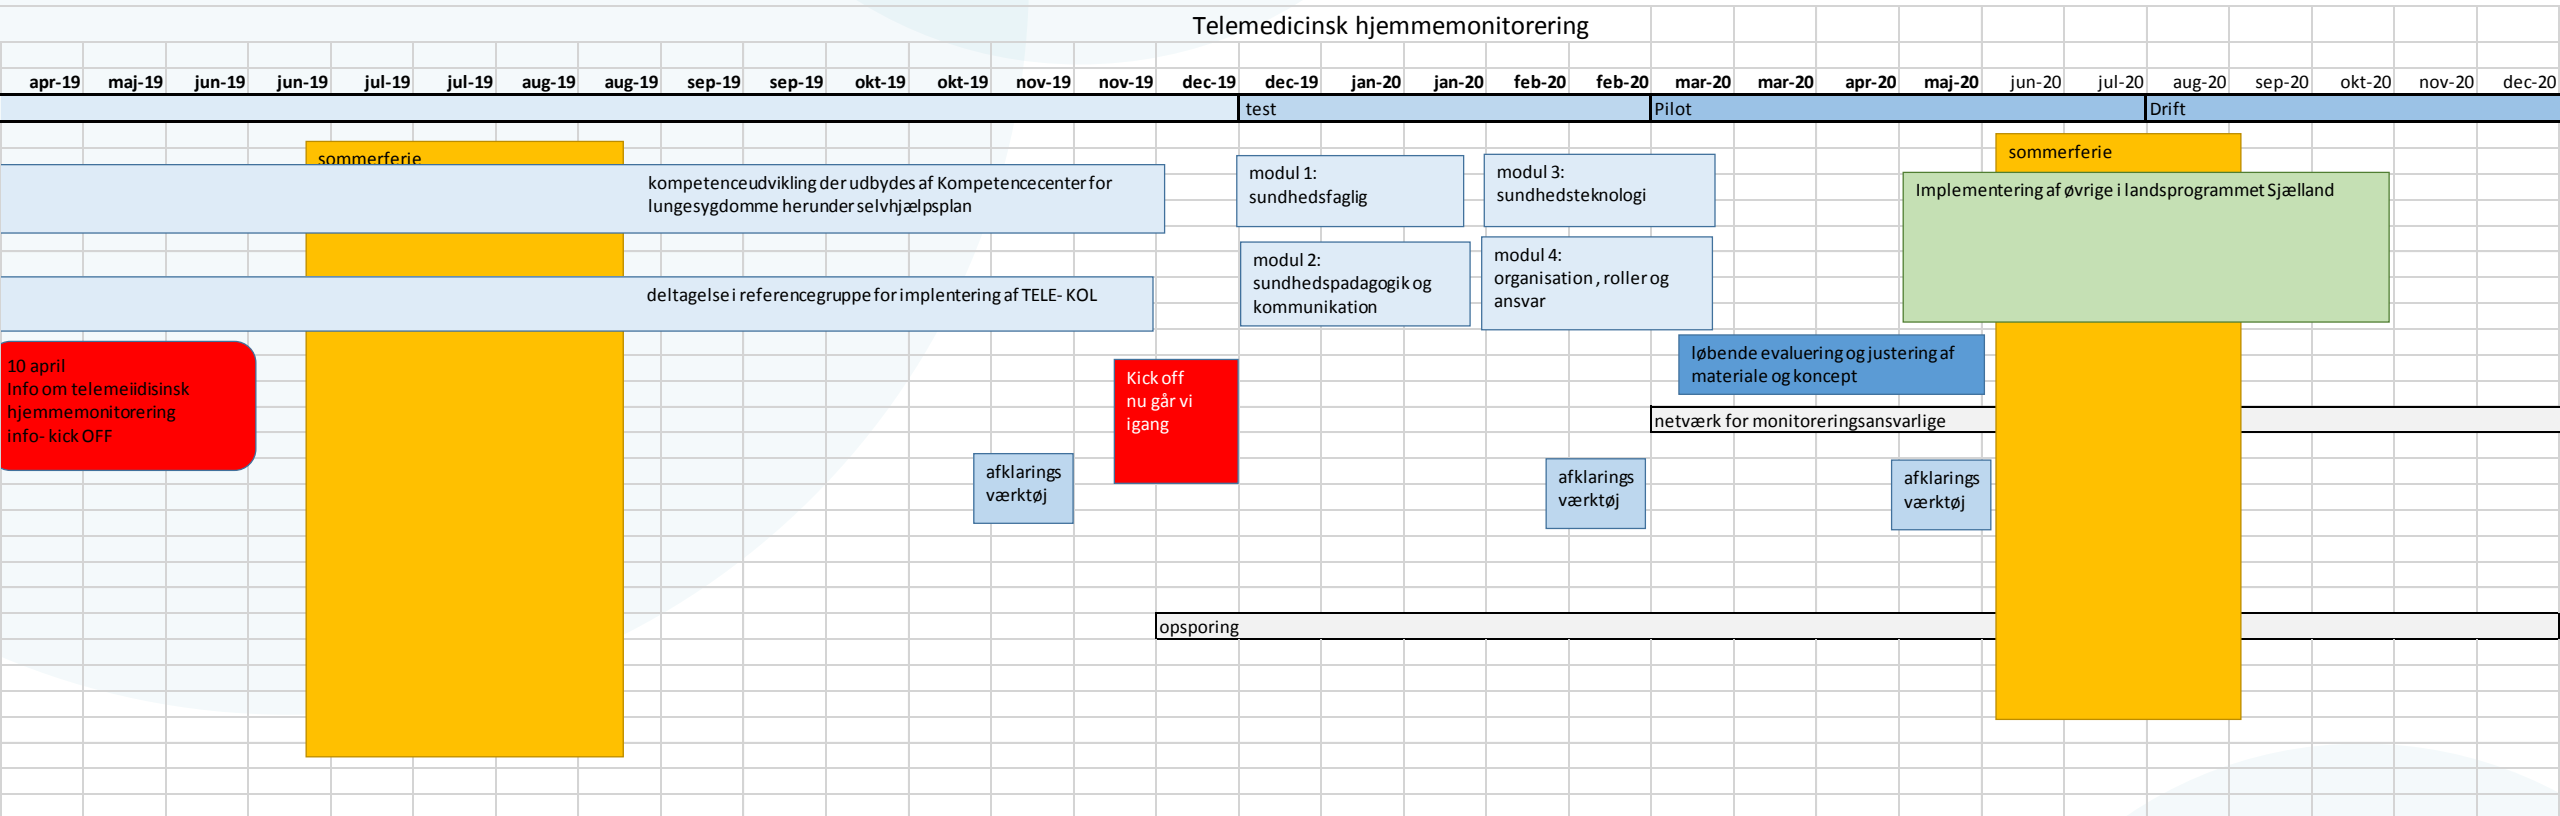 Telemedicinsk hjemmemonitorering
apr-19 maj-19 jun-19 jun-19 jul-19 jul-19 aug-19 aug-19 sep-19 sep-19 okt-19 okt-19 nov-19 nov-19 dec-19 dec-19 jan-20 jan-20 feb-20 feb-20 mar-20 mar-20 apr-20 maj-20 jun-20 jul-20 aug-20 sep-20 okt-20 nov-20 dec-20
test Pilot Drift
sommerferie
kompetenceudvikling der udbydes af Kompetencecenter for
lungesygdomme herunder selvhjælpsplan
modul 1:
sundhedsfaglig
modul 3:
sundhedsteknologi
sommerferie
Implementering af øvrige i landsprogrammet Sjælland
deltagelse i referencegruppe for implentering af TELE- KOL
modul 2:
sundhedspadagogik og
kommunikation
modul 4:
organisation , roller og
ansvar
10 april
Info om telemeiidisinsk
hjemmemonitorering
info- kick OFF
Kick off
nu går vi
igang
løbende evaluering og justering af
materiale og koncept
netværk for monitoreringsansvarlige
afklarings
værktøj
afklarings
værktøj
afklarings
værktøj
opsporing